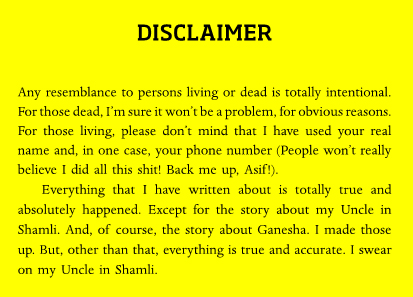 DISCLAIMER
Any resemblance to persons living or dead is totally intentional.
For those dead, I'm sure it won't be a problem, for obvious reasons.
For those living, please don't mind that I have used your real
name and, in one case, your phone number (People won't really
believe I did all this shit! Back me up, Asif!).
Everything that I have written about is totally true and
absolutely happened. Except for the story about my Uncle in
Shamli. And, of course, the story about Ganesha. I made those
up. But, other than that, everything is true and accurate. I swear
on my Uncle in Shamli.